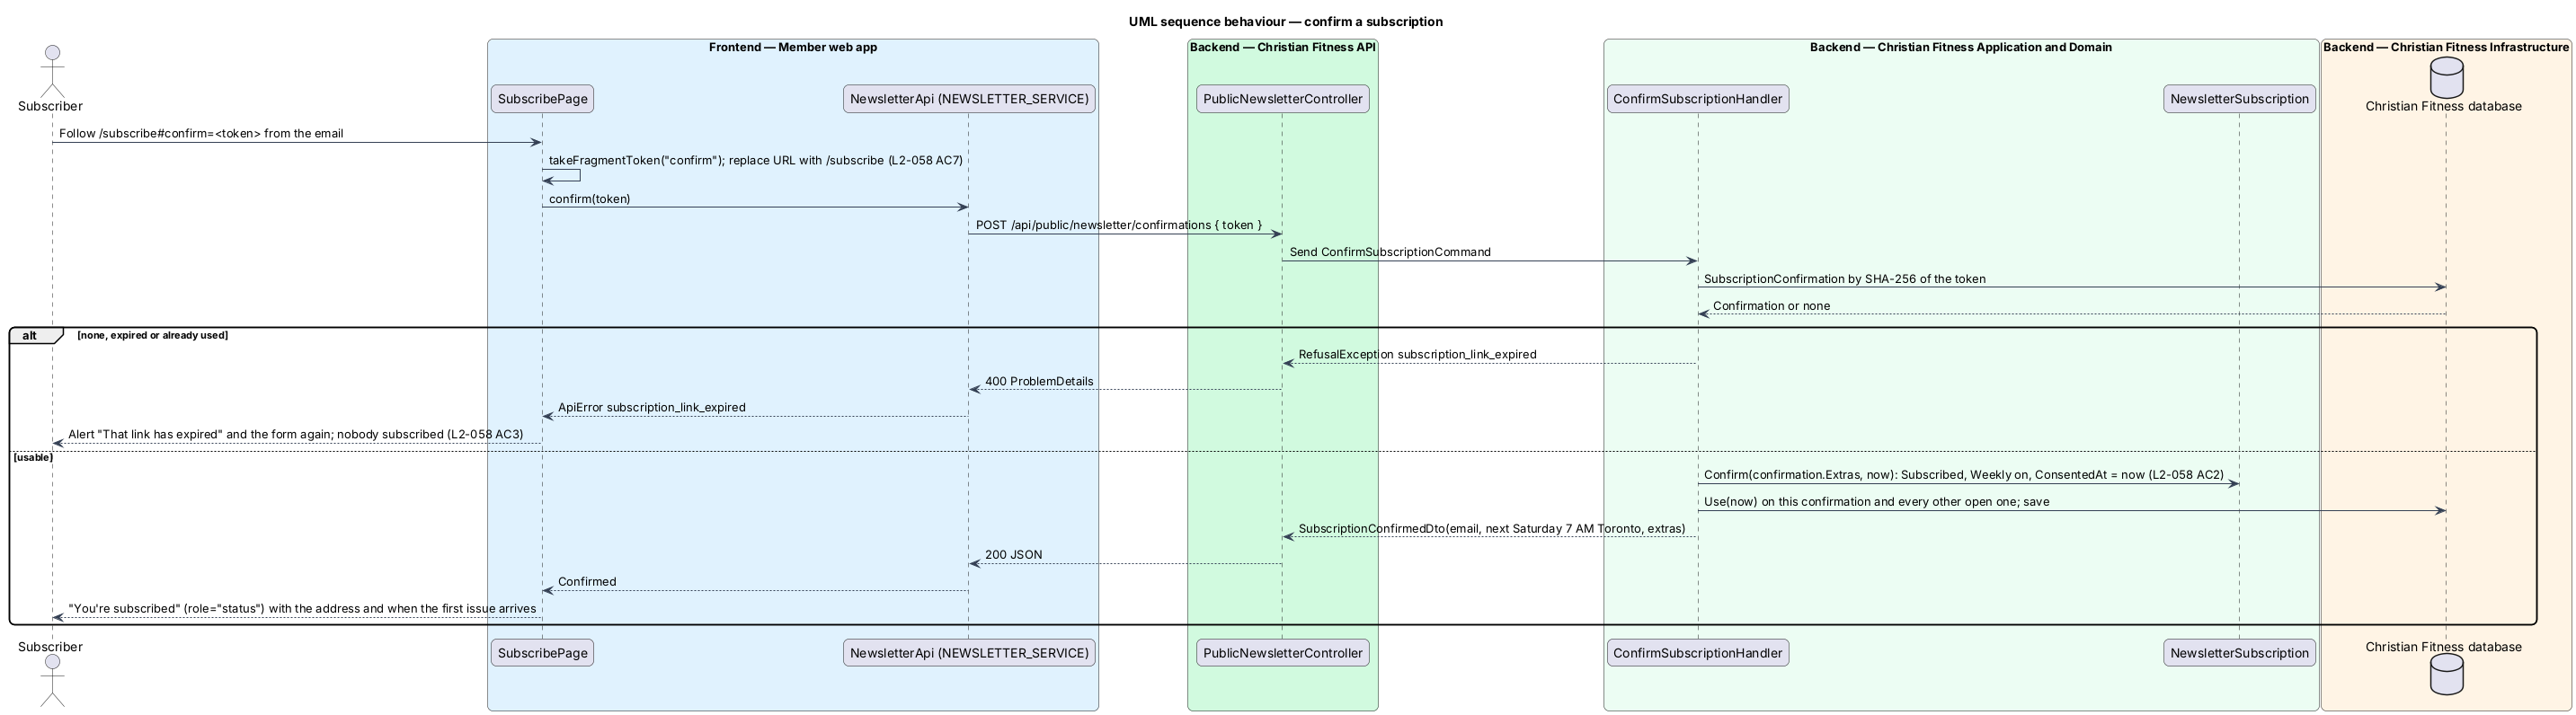 UML sequence behaviour — confirm a subscription
Frontend — Member web app
Backend — Christian Fitness API
Backend — Christian Fitness Application and Domain
Backend — Christian Fitness Infrastructure
Subscriber
SubscribePage
NewsletterApi (NEWSLETTER_SERVICE)
PublicNewsletterController
ConfirmSubscriptionHandler
NewsletterSubscription
Christian Fitness database
Follow /subscribe#confirm=<token> from the email
takeFragmentToken("confirm"); replace URL with /subscribe (L2-058 AC7)
confirm(token)
POST /api/public/newsletter/confirmations { token }
Send ConfirmSubscriptionCommand
SubscriptionConfirmation by SHA-256 of the token
Confirmation or none
alt
[none, expired or already used]
RefusalException subscription_link_expired
400 ProblemDetails
ApiError subscription_link_expired
Alert "That link has expired" and the form again; nobody subscribed (L2-058 AC3)
[usable]
Confirm(confirmation.Extras, now): Subscribed, Weekly on, ConsentedAt = now (L2-058 AC2)
Use(now) on this confirmation and every other open one; save
SubscriptionConfirmedDto(email, next Saturday 7 AM Toronto, extras)
200 JSON
Confirmed
"You're subscribed" (role="status") with the address and when the first issue arrives
Subscriber
SubscribePage
NewsletterApi (NEWSLETTER_SERVICE)
PublicNewsletterController
ConfirmSubscriptionHandler
NewsletterSubscription
Christian Fitness database